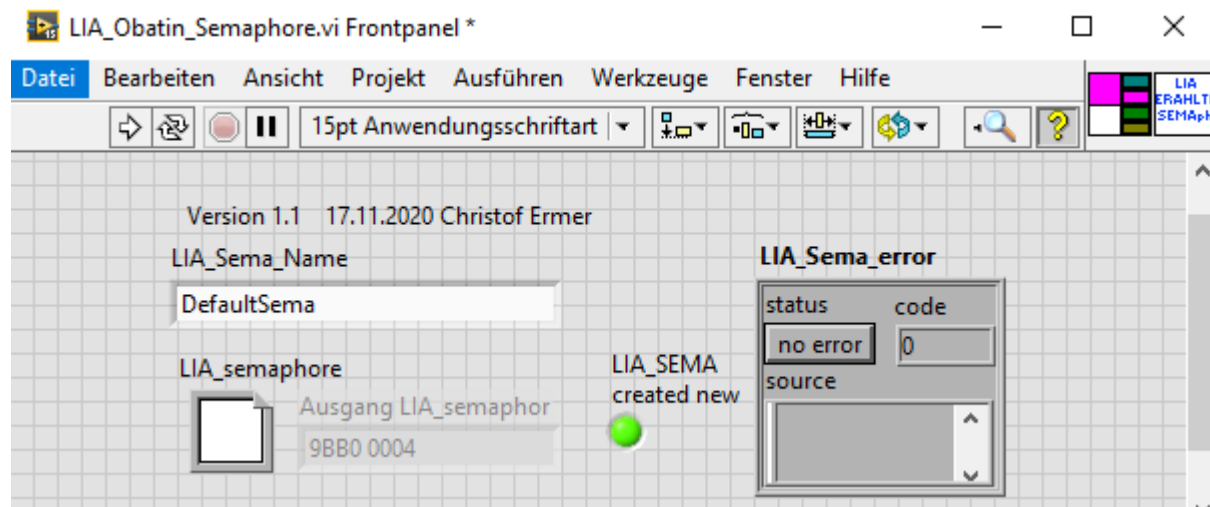 LIA_Obatin_Semaphore.vi Frontpanel *
Datei Bearbeiten Ansicht Projekt Ausführen Werkzeuge Fenster Hilfe
LIA
ERAHLT
SEMApH
15pt Anwendungsschriftart
Version 1.1 17.11.2020 Christof Ermer
LIA_Sema_Name
DefaultSema
LIA_semaphore
Ausgang LIA_semaphor
9BB0 0004
LIA_SEMA
created new
LIA_Sema_error
status code
no error 0
source